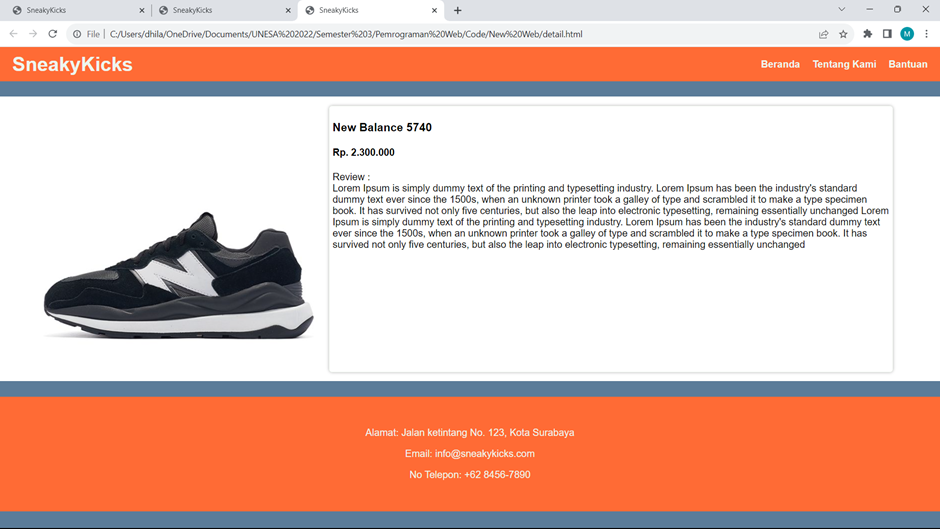 SneakyKicks
SneakyKicks
SneakyKicks
File | C:/Users/dhila/OneDrive/Documents/UNESA%202022/Semester%203/Pemrograman%20Web/Code/New%20Web/detail.html
M
SneakyKicks
Beranda Tentang Kami Bantuan
New Balance 5740
Rp. 2.300.000
Review :
Lorem Ipsum is simply dummy text of the printing and typesetting industry. Lorem Ipsum has been the industry's standard
dummy text ever since the 1500s, when an unknown printer took a galley of type and scrambled it to make a type specimen
book. It has survived not only five centuries, but also the leap into electronic typesetting, remaining essentially unchanged Lorem
Ipsum is simply dummy text of the printing and typesetting industry. Lorem Ipsum has been the industry's standard dummy text
ever since the 1500s, when an unknown printer took a galley of type and scrambled it to make a type specimen book. It has
survived not only five centuries, but also the leap into electronic typesetting, remaining essentially unchanged
Alamat: Jalan ketintang No. 123, Kota Surabaya
Email: info@sneakykicks.com
No Telepon: +62 8456-7890